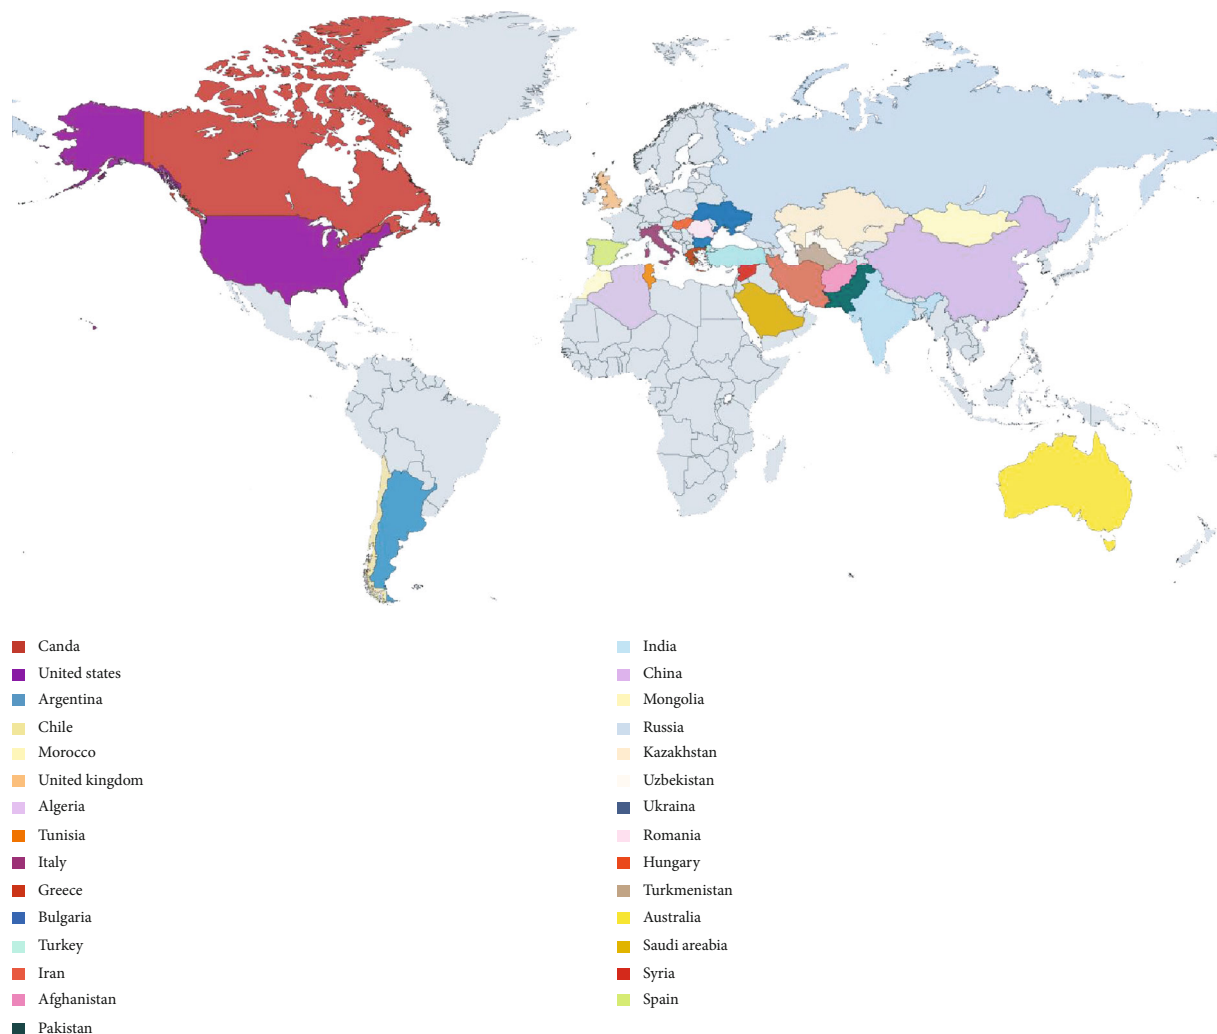 Canda
United states
Argentina
Chile
Morocco
United kingdom
Algeria
Tunisia
Italy
Greece
Bulgaria
Turkey
Iran
Afghanistan
Pakistan
India
China
Mongolia
Russia
Kazakhstan
Uzbekistan
Ukraina
Romania
Hungary
Turkmenistan
Australia
Saudi areabia
Syria
Spain